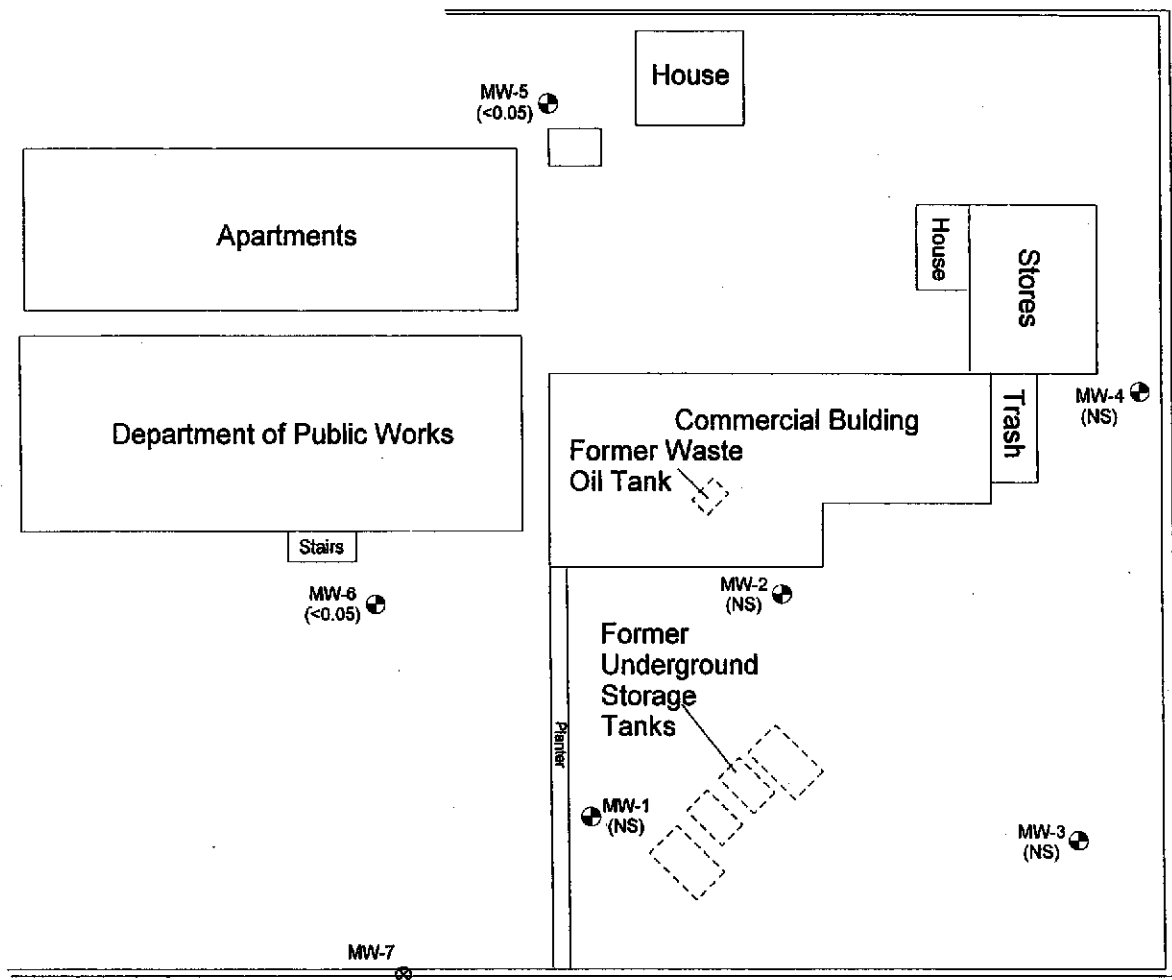 House
MW-5
(<0.05)
Apartments
House
Stores
Department of Public Works
Commercial Bulding
Trash
MW-4
(NS)
Former Waste
Oil Tank
Stairs
MW-6
(<0.05)
MW-2
(NS)
Former
Underground
Storage
Tanks
Planter
MW-1
(NS)
MW-3
(NS)
MW-7